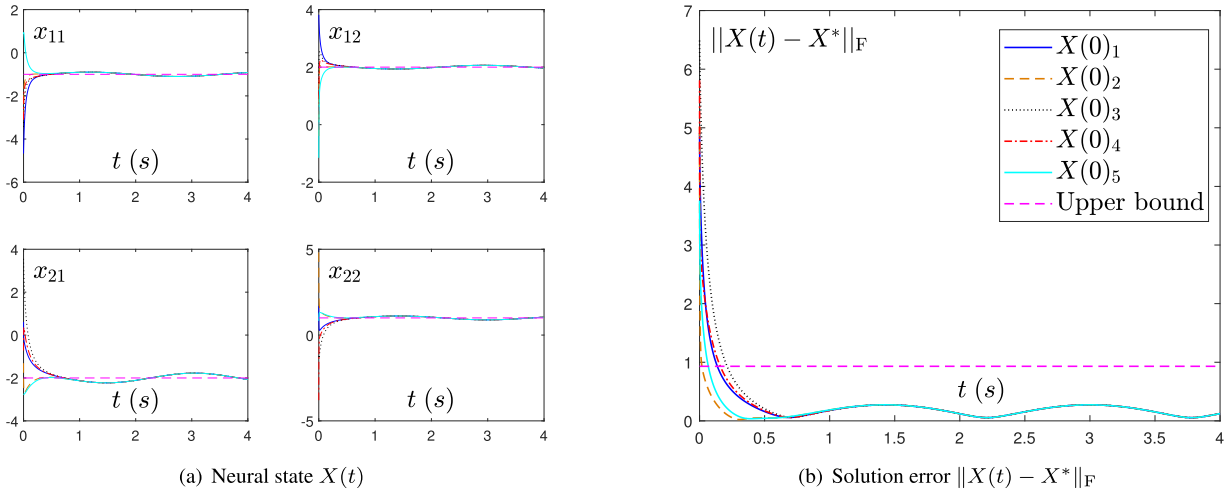 x₁₁
2
0
-2
-4
-6
t (s)
0 1 2 3 4
x₁₂
4
2
0
-2
t (s)
0 1 2 3 4
x₂₁
4
2
0
-2
-4
t (s)
0 1 2 3 4
x₂₂
5
0
-5
t (s)
0 1 2 3 4
(a) Neural state X(t)
||X(t) − X*||F
7
6
5
4
3
2
1
0
X(0)₁
X(0)₂
X(0)₃
X(0)₄
X(0)₅
Upper bound
t (s)
0 0.5 1 1.5 2 2.5 3 3.5 4
(b) Solution error ‖X(t) − X*‖F